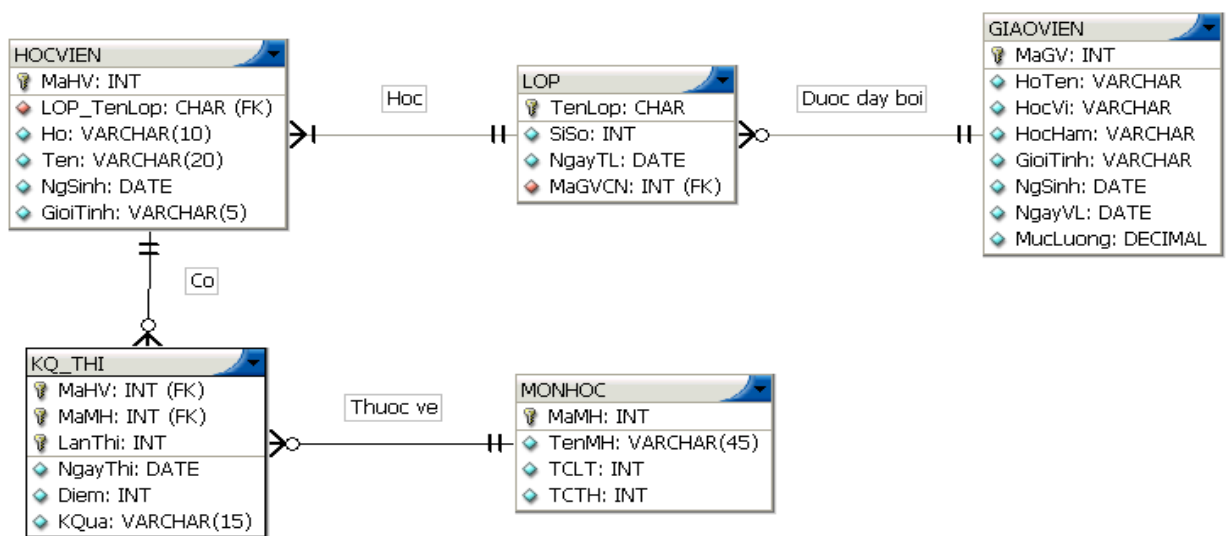 HOCVIEN
MaHV: INT
LOP_TenLop: CHAR (FK)
Ho: VARCHAR(10)
Ten: VARCHAR(20)
NgSinh: DATE
GioiTinh: VARCHAR(5)
Hoc
LOP
TenLop: CHAR
SiSo: INT
NgayTL: DATE
MaGVCN: INT (FK)
Duoc day boi
GIAOVIEN
MaGV: INT
HoTen: VARCHAR
HocVi: VARCHAR
HocHam: VARCHAR
GioiTinh: VARCHAR
NgSinh: DATE
NgayVL: DATE
MucLuong: DECIMAL
Co
KQ_THI
MaHV: INT (FK)
MaMH: INT (FK)
LanThi: INT
NgayThi: DATE
Diem: INT
KQua: VARCHAR(15)
Thuoc ve
MONHOC
MaMH: INT
TenMH: VARCHAR(45)
TCLT: INT
TCTH: INT